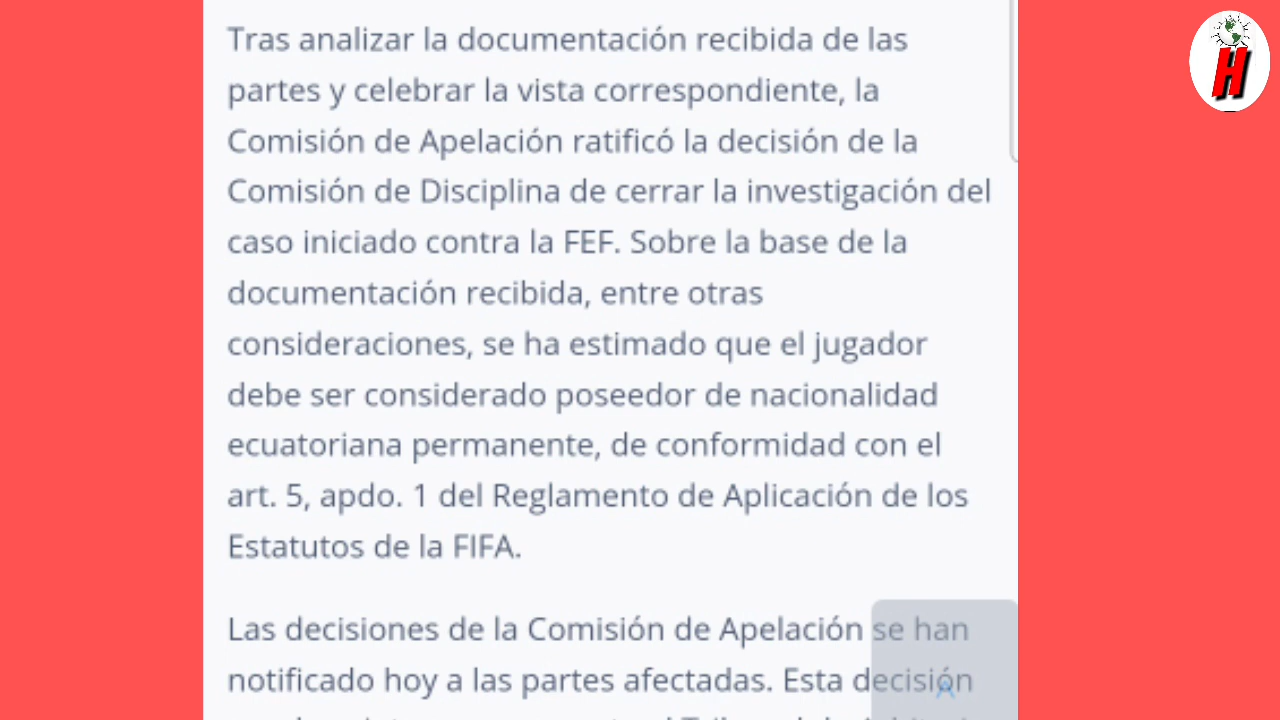 Tras analizar la documentación recibida de las
partes y celebrar la vista correspondiente, la
Comisión de Apelación ratificó la decisión de la
Comisión de Disciplina de cerrar la investigación del
caso iniciado contra la FEF. Sobre la base de la
documentación recibida, entre otras
consideraciones, se ha estimado que el jugador
debe ser considerado poseedor de nacionalidad
ecuatoriana permanente, de conformidad con el
art. 5, apdo. 1 del Reglamento de Aplicación de los
Estatutos de la FIFA.
Las decisiones de la Comisión de Apelación se han
notificado hoy a las partes afectadas. Esta decisión
H